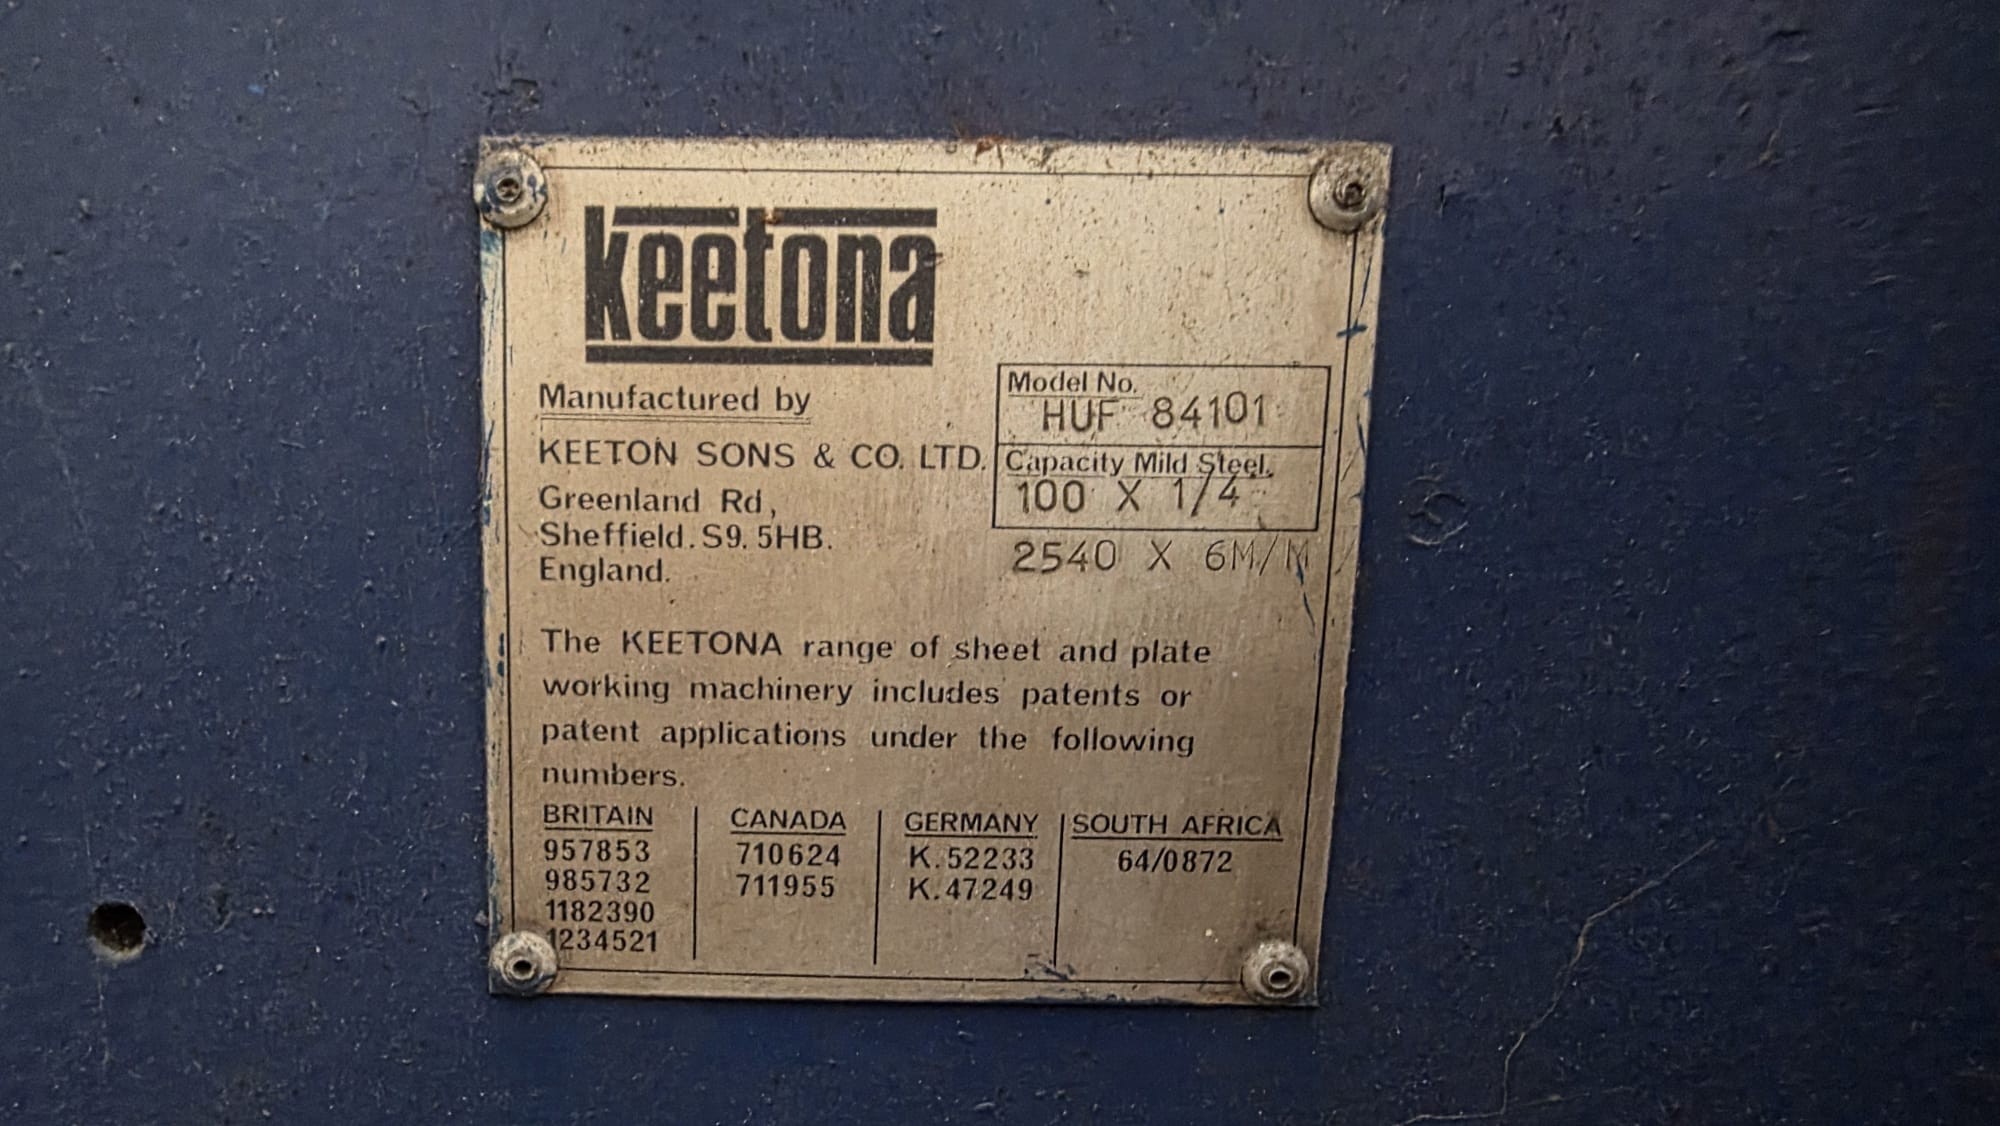 keetona
Manufactured by
KEETON SONS & CO. LTD.
Greenland Rd,
Sheffield. S9. 5HB.
England.
Model No.
HUF 84101
Capacity Mild Steel.
100 X 1/4
2540 X 6M/M
The KEETONA range of sheet and plate
working machinery includes patents or
patent applications under the following
numbers.
BRITAIN
957853
985732
1182390
1234521
CANADA
710624
711955
GERMANY
K.52233
K.47249
SOUTH AFRICA
64/0872